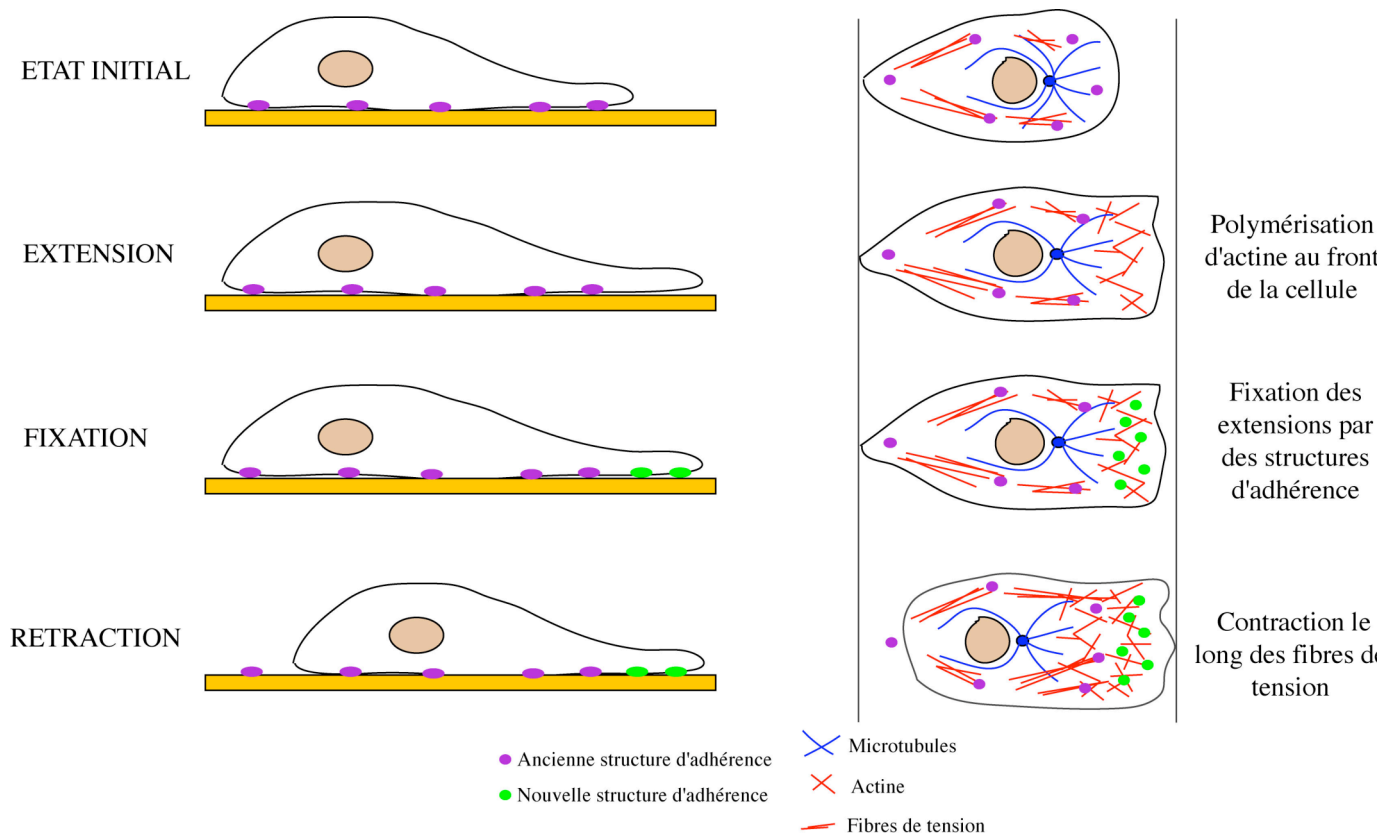 ETAT INITIAL
EXTENSION
Polymérisation
d'actine au front
de la cellule
FIXATION
Fixation des
extensions par
des structures
d'adhérence
RETRACTION
Contraction le
long des fibres de
tension
Ancienne structure d'adhérence
Nouvelle structure d'adhérence
Microtubules
Actine
Fibres de tension